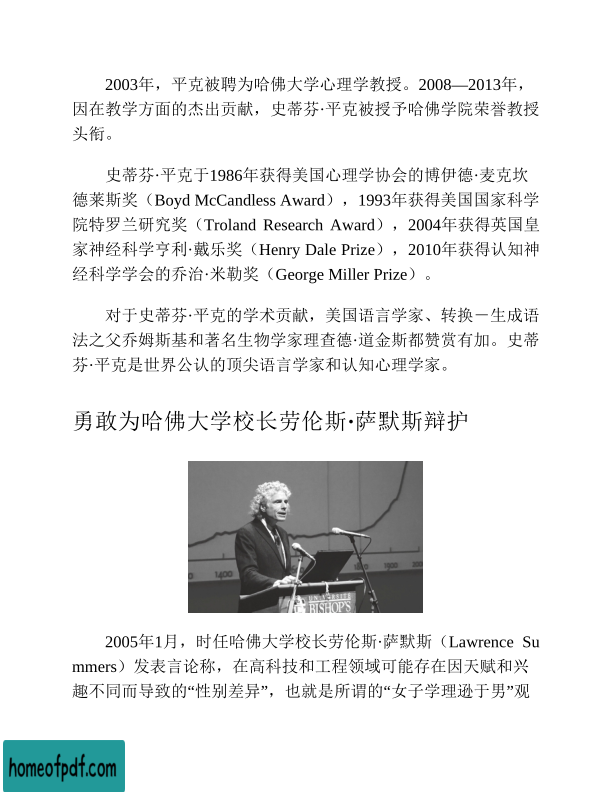 2003年，平克被聘为哈佛大学心理学教授。2008—2013年，
因在教学方面的杰出贡献，史蒂芬·平克被授予哈佛学院荣誉教授
头衔。
史蒂芬·平克于1986年获得美国心理学协会的博伊德·麦克坎
德莱斯奖（Boyd McCandless Award），1993年获得美国国家科学
院特罗兰研究奖（Troland Research Award），2004年获得英国皇
家神经科学亨利·戴乐奖（Henry Dale Prize），2010年获得认知神
经科学学会的乔治·米勒奖（George Miller Prize）。
对于史蒂芬·平克的学术贡献，美国语言学家、转换－生成语
法之父乔姆斯基和著名生物学家理查德·道金斯都赞赏有加。史蒂
芬·平克是世界公认的顶尖语言学家和认知心理学家。
勇敢为哈佛大学校长劳伦斯·萨默斯辩护
1400
1800
1900
UNIVERSITÉ
BISHOP'S
2005年1月，时任哈佛大学校长劳伦斯·萨默斯（Lawrence Su
mmers）发表言论称，在高科技和工程领域可能存在因天赋和兴
趣不同而导致的“性别差异”，也就是所谓的“女子学理逊于男”观
homeofpdf.com